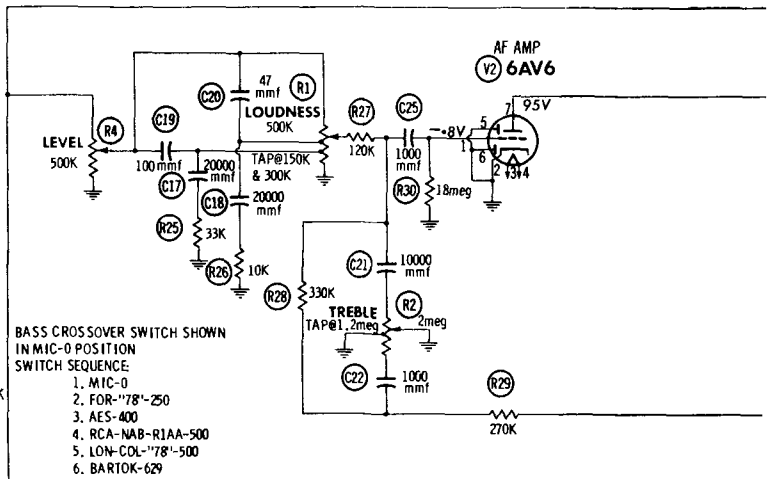 AF AMP
V2 6AV6
7
95V
5
-.8V
1
6
2
3 4
C20
47
mmf
R1
LOUDNESS
500K
R27
120K
C25
1000
mmf
C19
R4
LEVEL
500K
100mmf
20000
mmf
C17
TAP@150K
& 300K
C18
20000
mmf
R30
18meg
R25
33K
R26
10K
R28
330K
C21
10000
mmf
TREBLE
TAP@1.2meg
R2
2meg
C22
1000
mmf
R29
270K
BASS CROSSOVER SWITCH SHOWN
IN MIC-0 POSITION
SWITCH SEQUENCE:
1. MIC-0
2. FOR-"78"-250
3. AES-400
4. RCA-NAB-RIAA-500
5. LON-COL-"78"-500
6. BARTOK-629
K